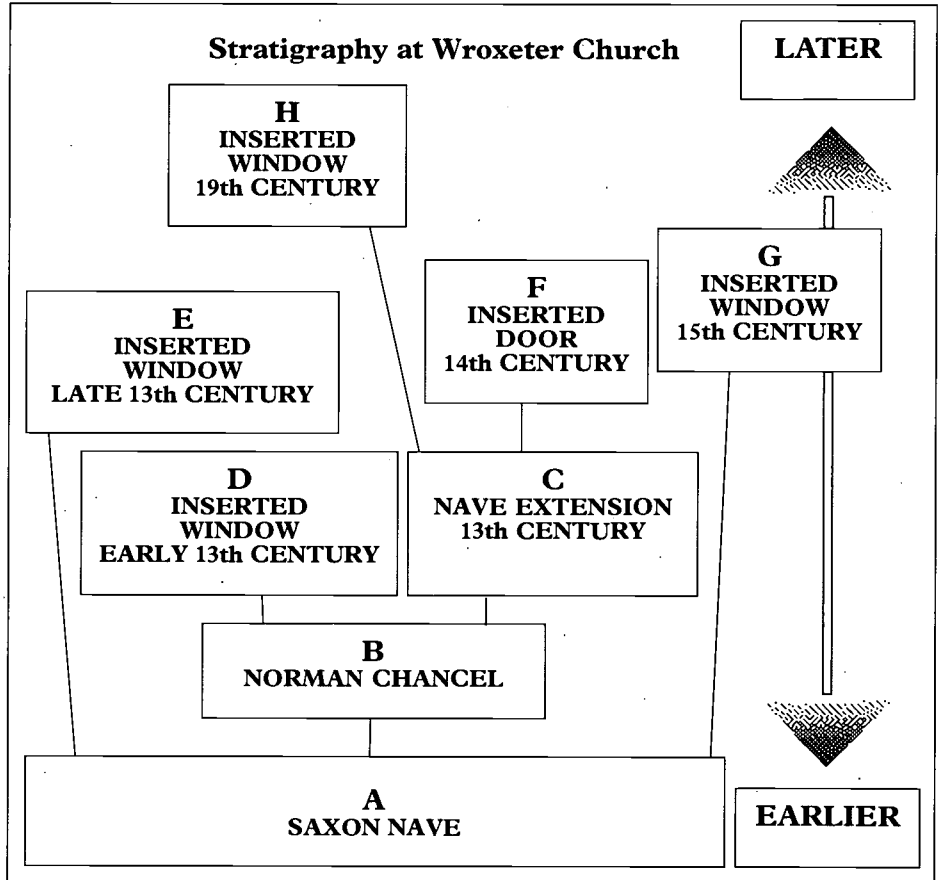 Stratigraphy at Wroxeter Church
LATER
H
INSERTED
WINDOW
19th CENTURY
G
INSERTED
WINDOW
15th CENTURY
F
INSERTED
DOOR
14th CENTURY
E
INSERTED
WINDOW
LATE 13th CENTURY
D
INSERTED
WINDOW
EARLY 13th CENTURY
C
NAVE EXTENSION
13th CENTURY
B
NORMAN CHANCEL
A
SAXON NAVE
EARLIER